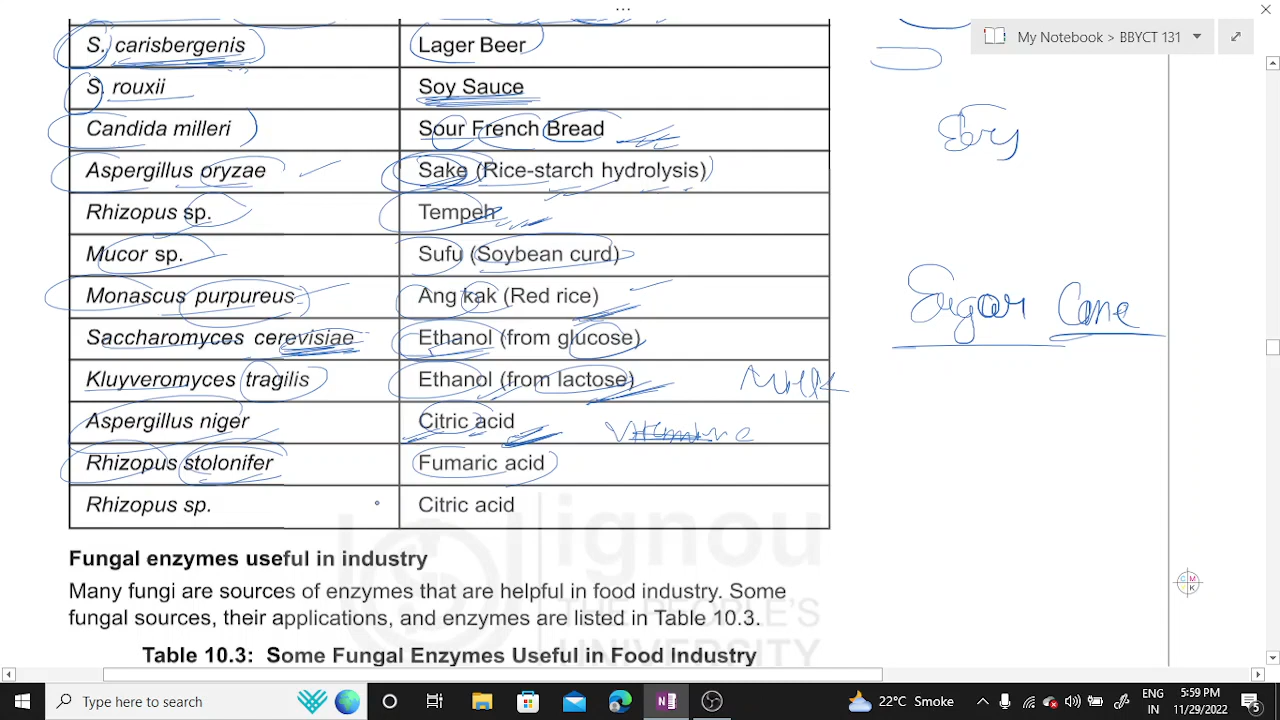 ...
My Notebook > BBYCT 131
S. carisbergenis Lager Beer
S. rouxii Soy Sauce
Candida milleri Sour French Bread
Aspergillus oryzae Sake (Rice-starch hydrolysis)
Rhizopus sp. Tempeh
Mucor sp. Sufu (Soybean curd)
Monascus purpureus Ang kak (Red rice)
Sugar Cane
Saccharomyces cerevisiae Ethanol (from glucose)
Kluyveromyces tragilis Ethanol (from lactose) Milk
Aspergillus niger Citric acid
Rhizopus stolonifer Fumaric acid
Rhizopus sp. Citric acid
Fungal enzymes useful in industry
Many fungi are sources of enzymes that are helpful in food industry. Some
fungal sources, their applications, and enzymes are listed in Table 10.3.
Table 10.3: Some Fungal Enzymes Useful in Food Industry
ignou
THE PEOPLE'S
UNIVERSITY
C M
K
Type here to search
22°C Smoke
ENG
IN
5:59 PM
11/29/2022
5